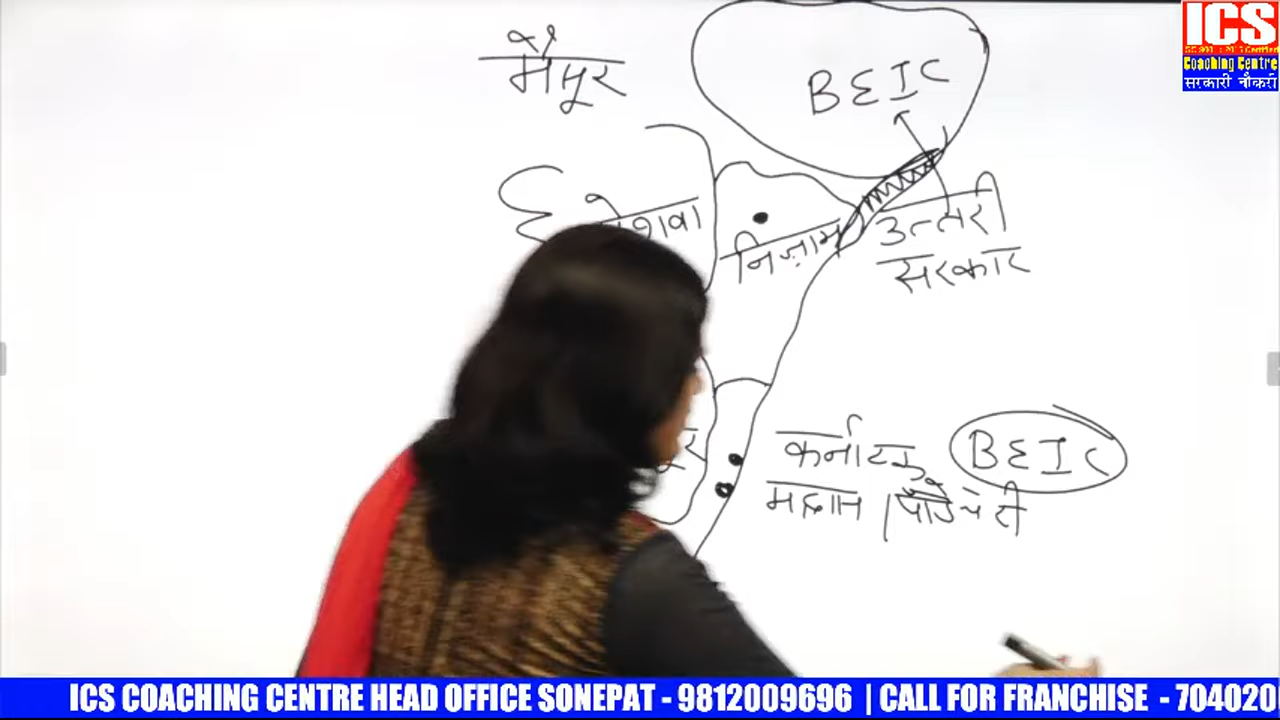 मैसूर
BEIC
पेशवा
निज़ाम
उत्तरी
सरकार
कर्नाटक
BEIC
मद्रास | पांडिचेरी
ICS
Coaching Centre
सरकारी नौकरी
ICS COACHING CENTRE HEAD OFFICE SONEPAT - 9812009696 | CALL FOR FRANCHISE - 704020